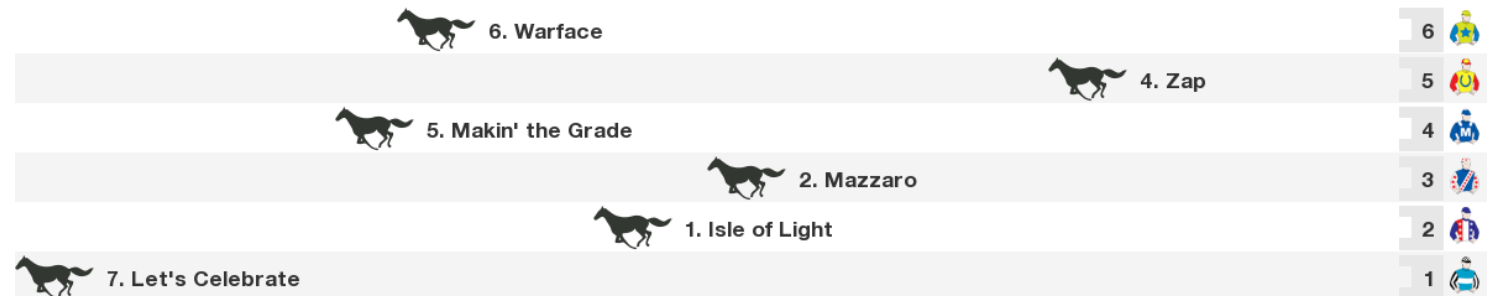 6. Warface 6
4. Zap 5
5. Makin' the Grade 4
M
2. Mazzaro 3
1. Isle of Light 2
7. Let's Celebrate 1